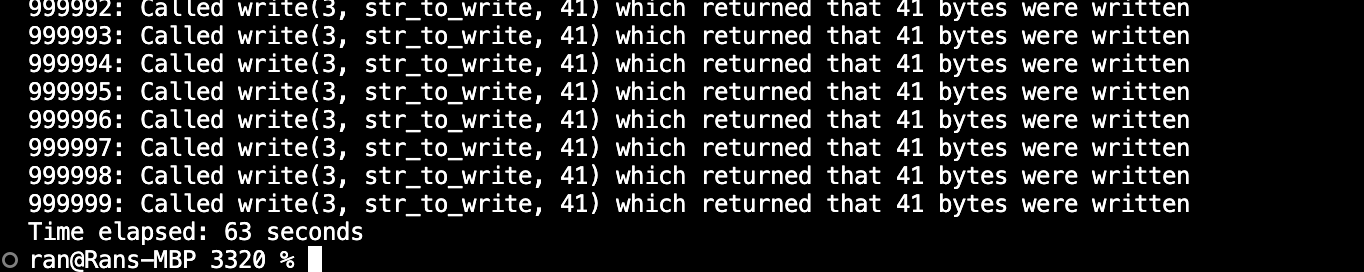 999992: Called write(3, str_to_write, 41) which returned that 41 bytes were written
999993: Called write(3, str_to_write, 41) which returned that 41 bytes were written
999994: Called write(3, str_to_write, 41) which returned that 41 bytes were written
999995: Called write(3, str_to_write, 41) which returned that 41 bytes were written
999996: Called write(3, str_to_write, 41) which returned that 41 bytes were written
999997: Called write(3, str_to_write, 41) which returned that 41 bytes were written
999998: Called write(3, str_to_write, 41) which returned that 41 bytes were written
999999: Called write(3, str_to_write, 41) which returned that 41 bytes were written
Time elapsed: 63 seconds
ran@Rans-MBP 3320 %